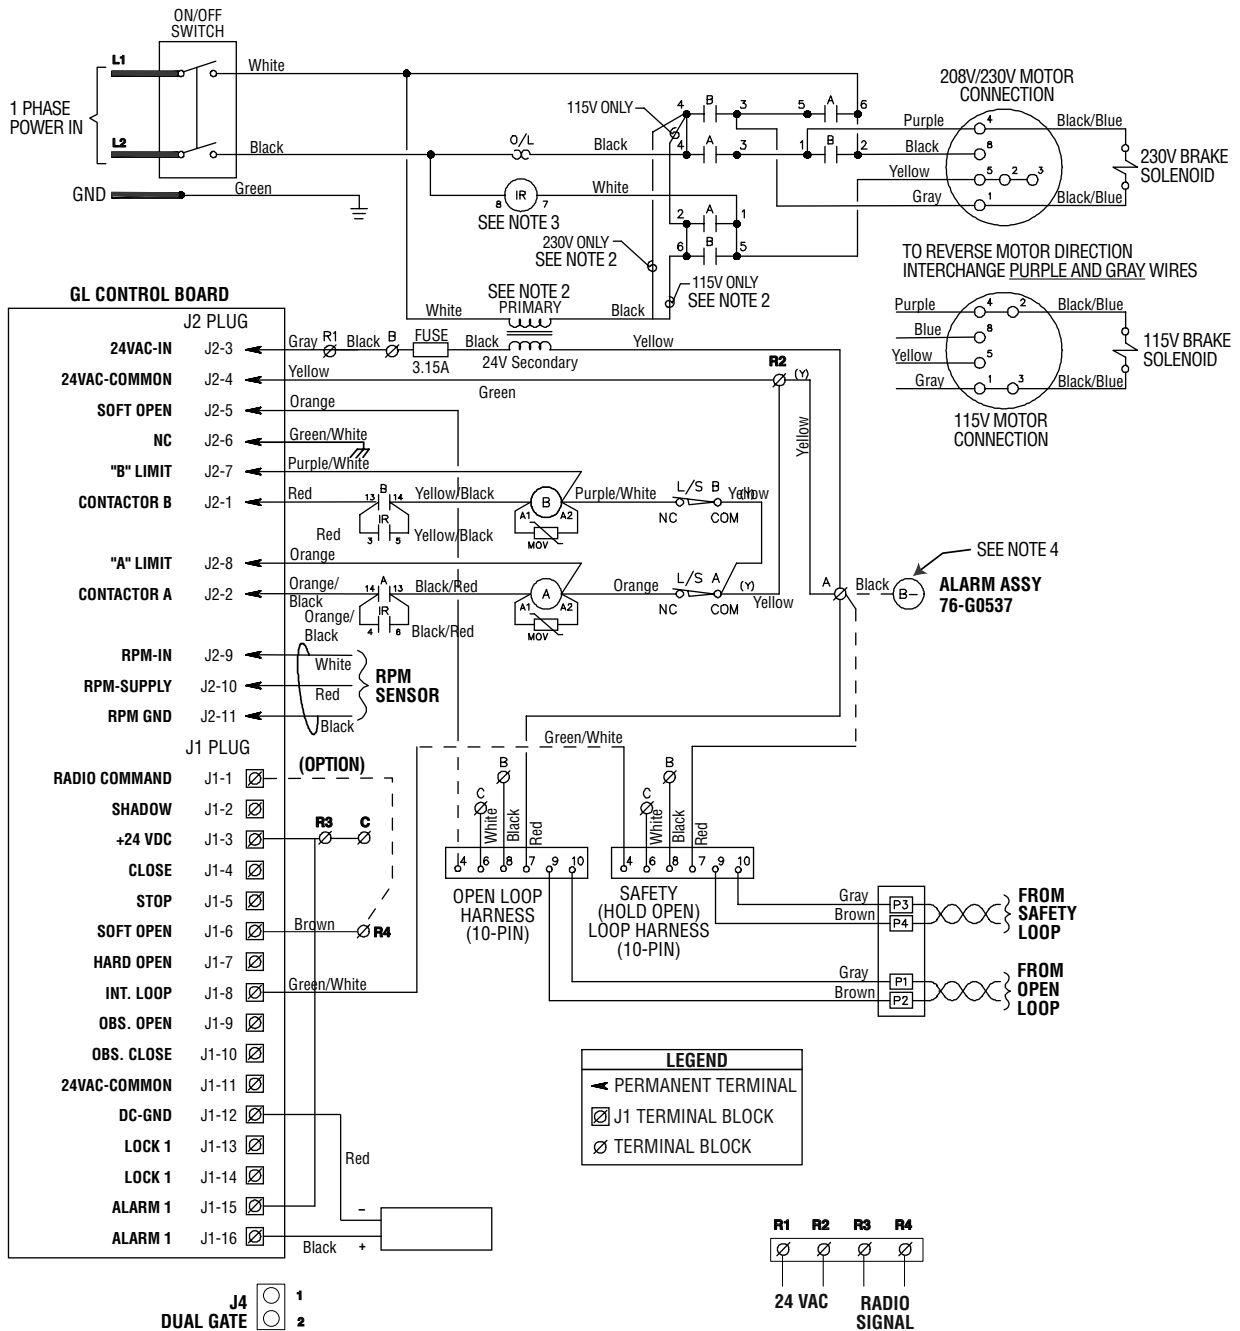 ON/OFF
SWITCH
L1
White
1 PHASE
POWER IN
L2
Black
GND
Green
O/L
Black
8 IR 7
White
SEE NOTE 3
115V ONLY
4 B 3
5 A 6
4 A 3
1 B 2
2 A 1
6 B 5
230V ONLY
SEE NOTE 2
115V ONLY
SEE NOTE 2
208V/230V MOTOR
CONNECTION
Purple
4
Black/Blue
Black
8
Yellow
5 2 3
Gray
1
Black/Blue
230V BRAKE
SOLENOID
TO REVERSE MOTOR DIRECTION
INTERCHANGE PURPLE AND GRAY WIRES
Purple
4 2
Black/Blue
Blue
8
Yellow
5
Gray
1 3
Black/Blue
115V BRAKE
SOLENOID
115V MOTOR
CONNECTION
White
SEE NOTE 2
PRIMARY
Black
GL CONTROL BOARD
J2 PLUG
24VAC-IN J2-3
Gray R1 Black B FUSE Black
3.15A
24V Secondary
Yellow
24VAC-COMMON J2-4
Yellow
Green
R2 (Y)
Yellow
SOFT OPEN J2-5
Orange
NC J2-6
Green/White
"B" LIMIT J2-7
Purple/White
CONTACTOR B J2-1
Red
13 B 14
Yellow/Black
B
A1 A2
MOV
Purple/White
L/S B
Yellow
NC COM
Red
IR
3 5
Yellow/Black
"A" LIMIT J2-8
Orange
CONTACTOR A J2-2
Orange/
Black
14 A 13
Black/Red
A
A1 A2
MOV
Orange
L/S A (Y)
NC COM
Yellow
Orange/
Black
IR
4 6
Black/Red
A
Black
B-
SEE NOTE 4
ALARM ASSY
76-G0537
RPM-IN J2-9
White
RPM-SUPPLY J2-10
Red
RPM GND J2-11
Black
RPM
SENSOR
J1 PLUG
RADIO COMMAND J1-1
(OPTION)
SHADOW J1-2
+24 VDC J1-3
R3 C
CLOSE J1-4
STOP J1-5
SOFT OPEN J1-6
Brown
R4
HARD OPEN J1-7
INT. LOOP J1-8
Green/White
OBS. OPEN J1-9
OBS. CLOSE J1-10
24VAC-COMMON J1-11
DC-GND J1-12
LOCK 1 J1-13
Red
LOCK 1 J1-14
ALARM 1 J1-15
ALARM 1 J1-16
Black
-
+
J4
DUAL GATE
1
2
Green/White
C
White
B
Black
Red
4 6 8 7 9 10
OPEN LOOP
HARNESS
(10-PIN)
C
White
B
Black
Red
4 6 8 7 9 10
SAFETY
(HOLD OPEN)
LOOP HARNESS
(10-PIN)
Gray
P3
Brown
P4
FROM
SAFETY
LOOP
Gray
P1
Brown
P2
FROM
OPEN
LOOP
LEGEND
PERMANENT TERMINAL
J1 TERMINAL BLOCK
TERMINAL BLOCK
R1 R2 R3 R4
24 VAC
RADIO
SIGNAL